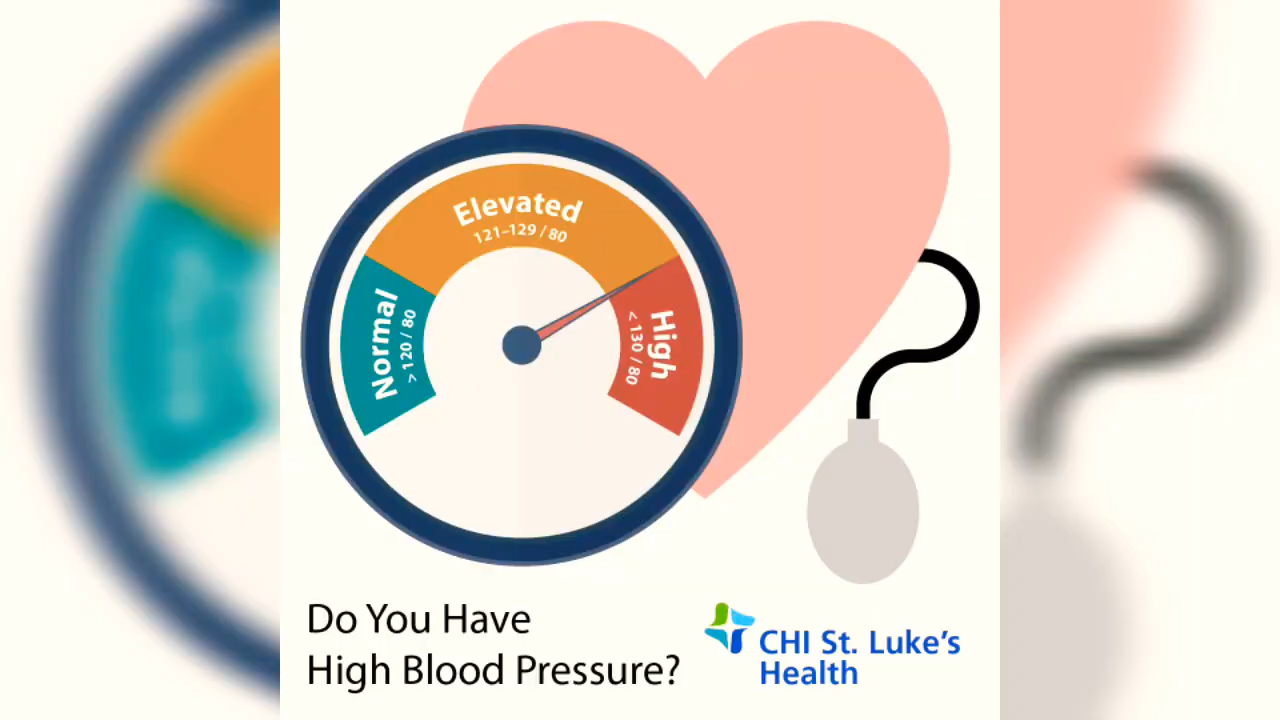 Elevated
121–129 / 80
Normal
> 120 / 80
High
< 130 / 80
Do You Have
High Blood Pressure?
CHI St. Luke's
Health